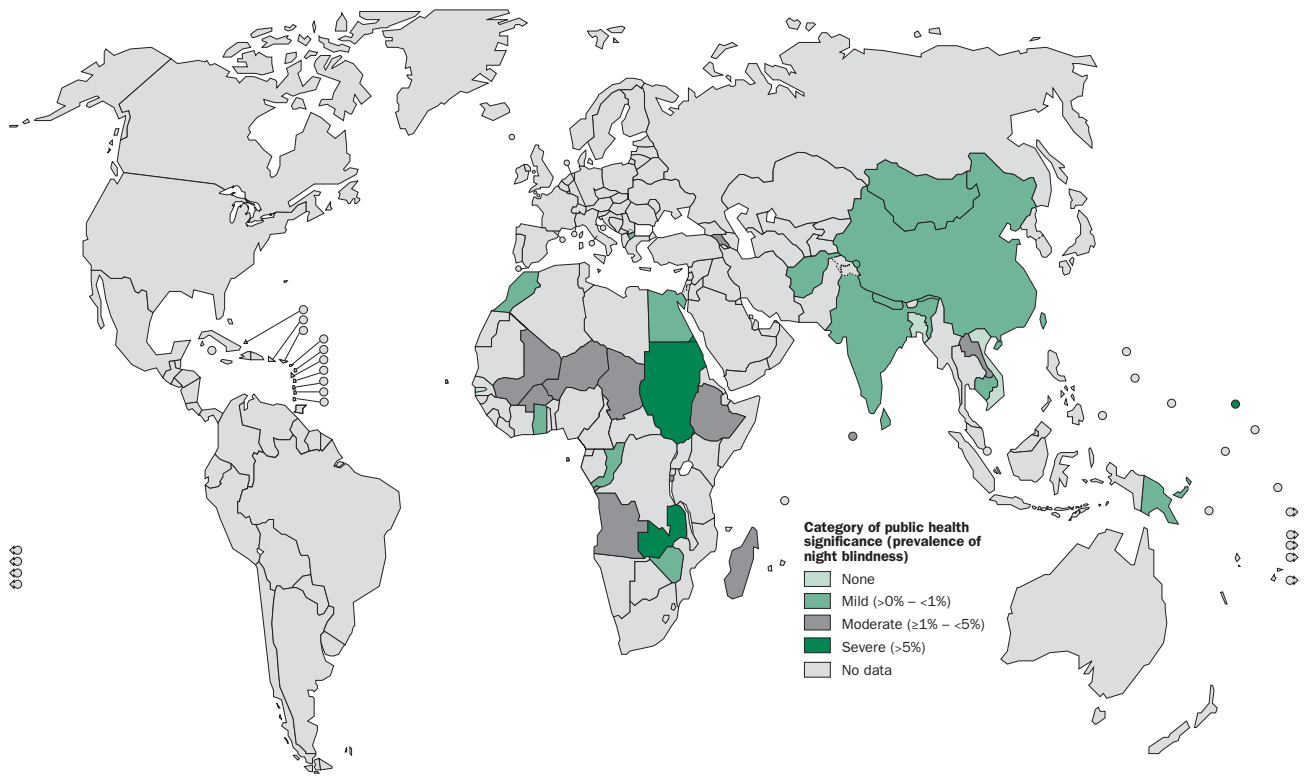 Category of public health
significance (prevalence of
night blindness)
None
Mild (>0% – <1%)
Moderate (≥1% – <5%)
Severe (>5%)
No data